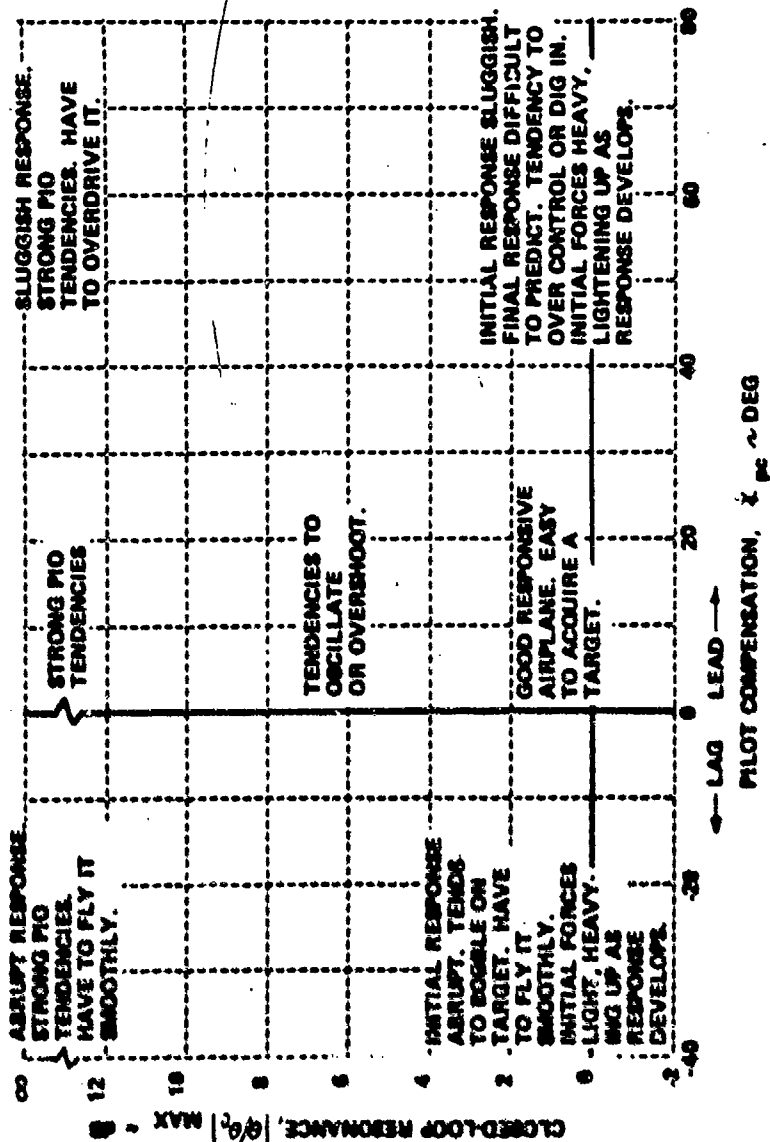 ABRUPT RESPONSE.
STRONG PIO
TENDENCIES.
HAVE TO FLY IT
SMOOTHLY.
STRONG PIO
TENDENCIES
SLUGGISH RESPONSE.
STRONG PIO
TENDENCIES. HAVE
TO OVERDRIVE IT.
TENDENCIES TO
OSCILLATE
OR OVERSHOOT.
INITIAL RESPONSE
ABRUPT. TENDS
TO BOBBLE ON
TARGET. HAVE
TO FLY IT
SMOOTHLY.
INITIAL FORCES
LIGHT, HEAVY-
ING UP AS
RESPONSE
DEVELOPS.
GOOD RESPONSIVE
AIRPLANE. EASY
TO ACQUIRE A
TARGET.
INITIAL RESPONSE SLUGGISH.
FINAL RESPONSE DIFFICULT
TO PREDICT. TENDENCY TO
OVER CONTROL OR DIG IN.
INITIAL FORCES HEAVY,
LIGHTENING UP AS
RESPONSE DEVELOPS.
∞
12
10
8
6
4
2
0
-2
CLOSED-LOOP RESONANCE, |θ/θc| MAX ~
-40
-20
0
20
40
60
80
← LAG LEAD →
PILOT COMPENSATION, ∡ pc ~ DEG